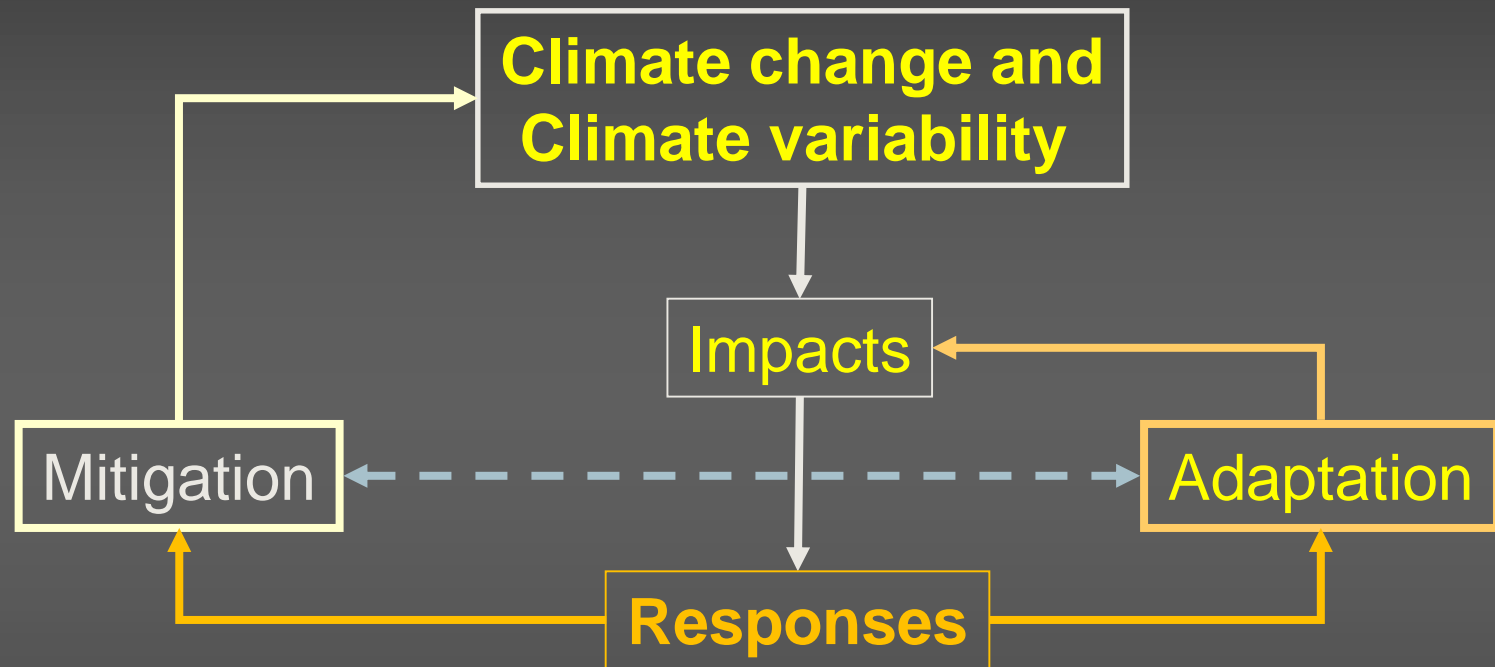 Climate change and
Climate variability
Impacts
Mitigation
Adaptation
Responses